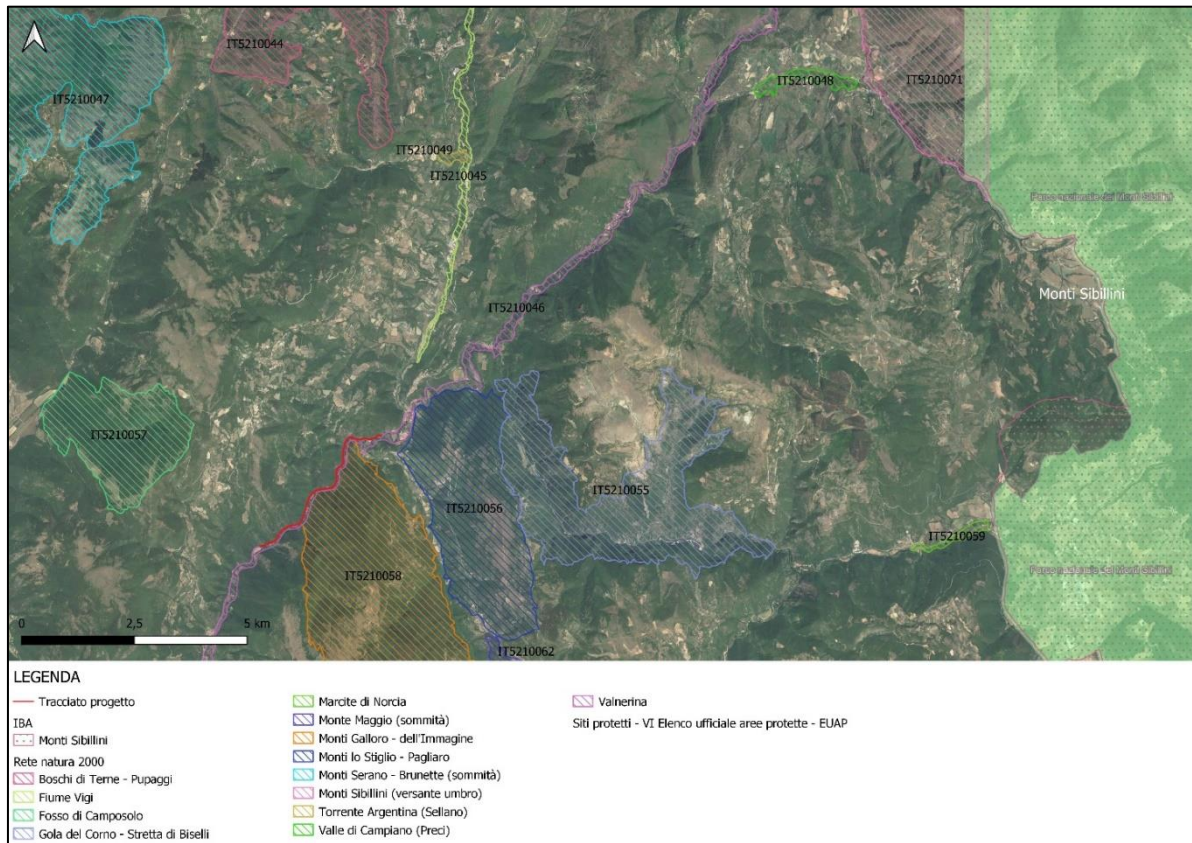 IT5210044
IT5210048
IT5210071
IT5210047
IT5210049
IT5210045
Parco nazionale dei Monti Sibillini
Monti Sibillini
IT5210046
IT5210057
IT5210055
IT5210056
IT5210059
IT5210058
Parco nazionale dei Monti Sibillini
0 2,5 5 km
IT5210062
LEGENDA
Tracciato progetto
IBA
Monti Sibillini
Rete natura 2000
Boschi di Terne - Pupaggi
Fiume Vigi
Fosso di Camposolo
Gola del Corno - Stretta di Biselli
Marcite di Norcia
Monte Maggio (sommità)
Monti Galloro - dell'Immagine
Monti lo Stiglio - Pagliaro
Monti Serano - Brunette (sommità)
Monti Sibillini (versante umbro)
Torrente Argentina (Sellano)
Valle di Campiano (Preci)
Valnerina
Siti protetti - VI Elenco ufficiale aree protette - EUAP